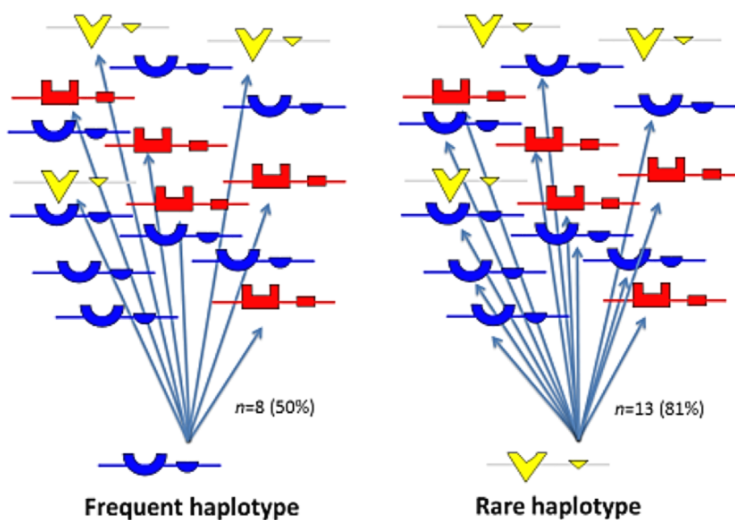 n=8 (50%)
n=13 (81%)
Frequent haplotype
Rare haplotype